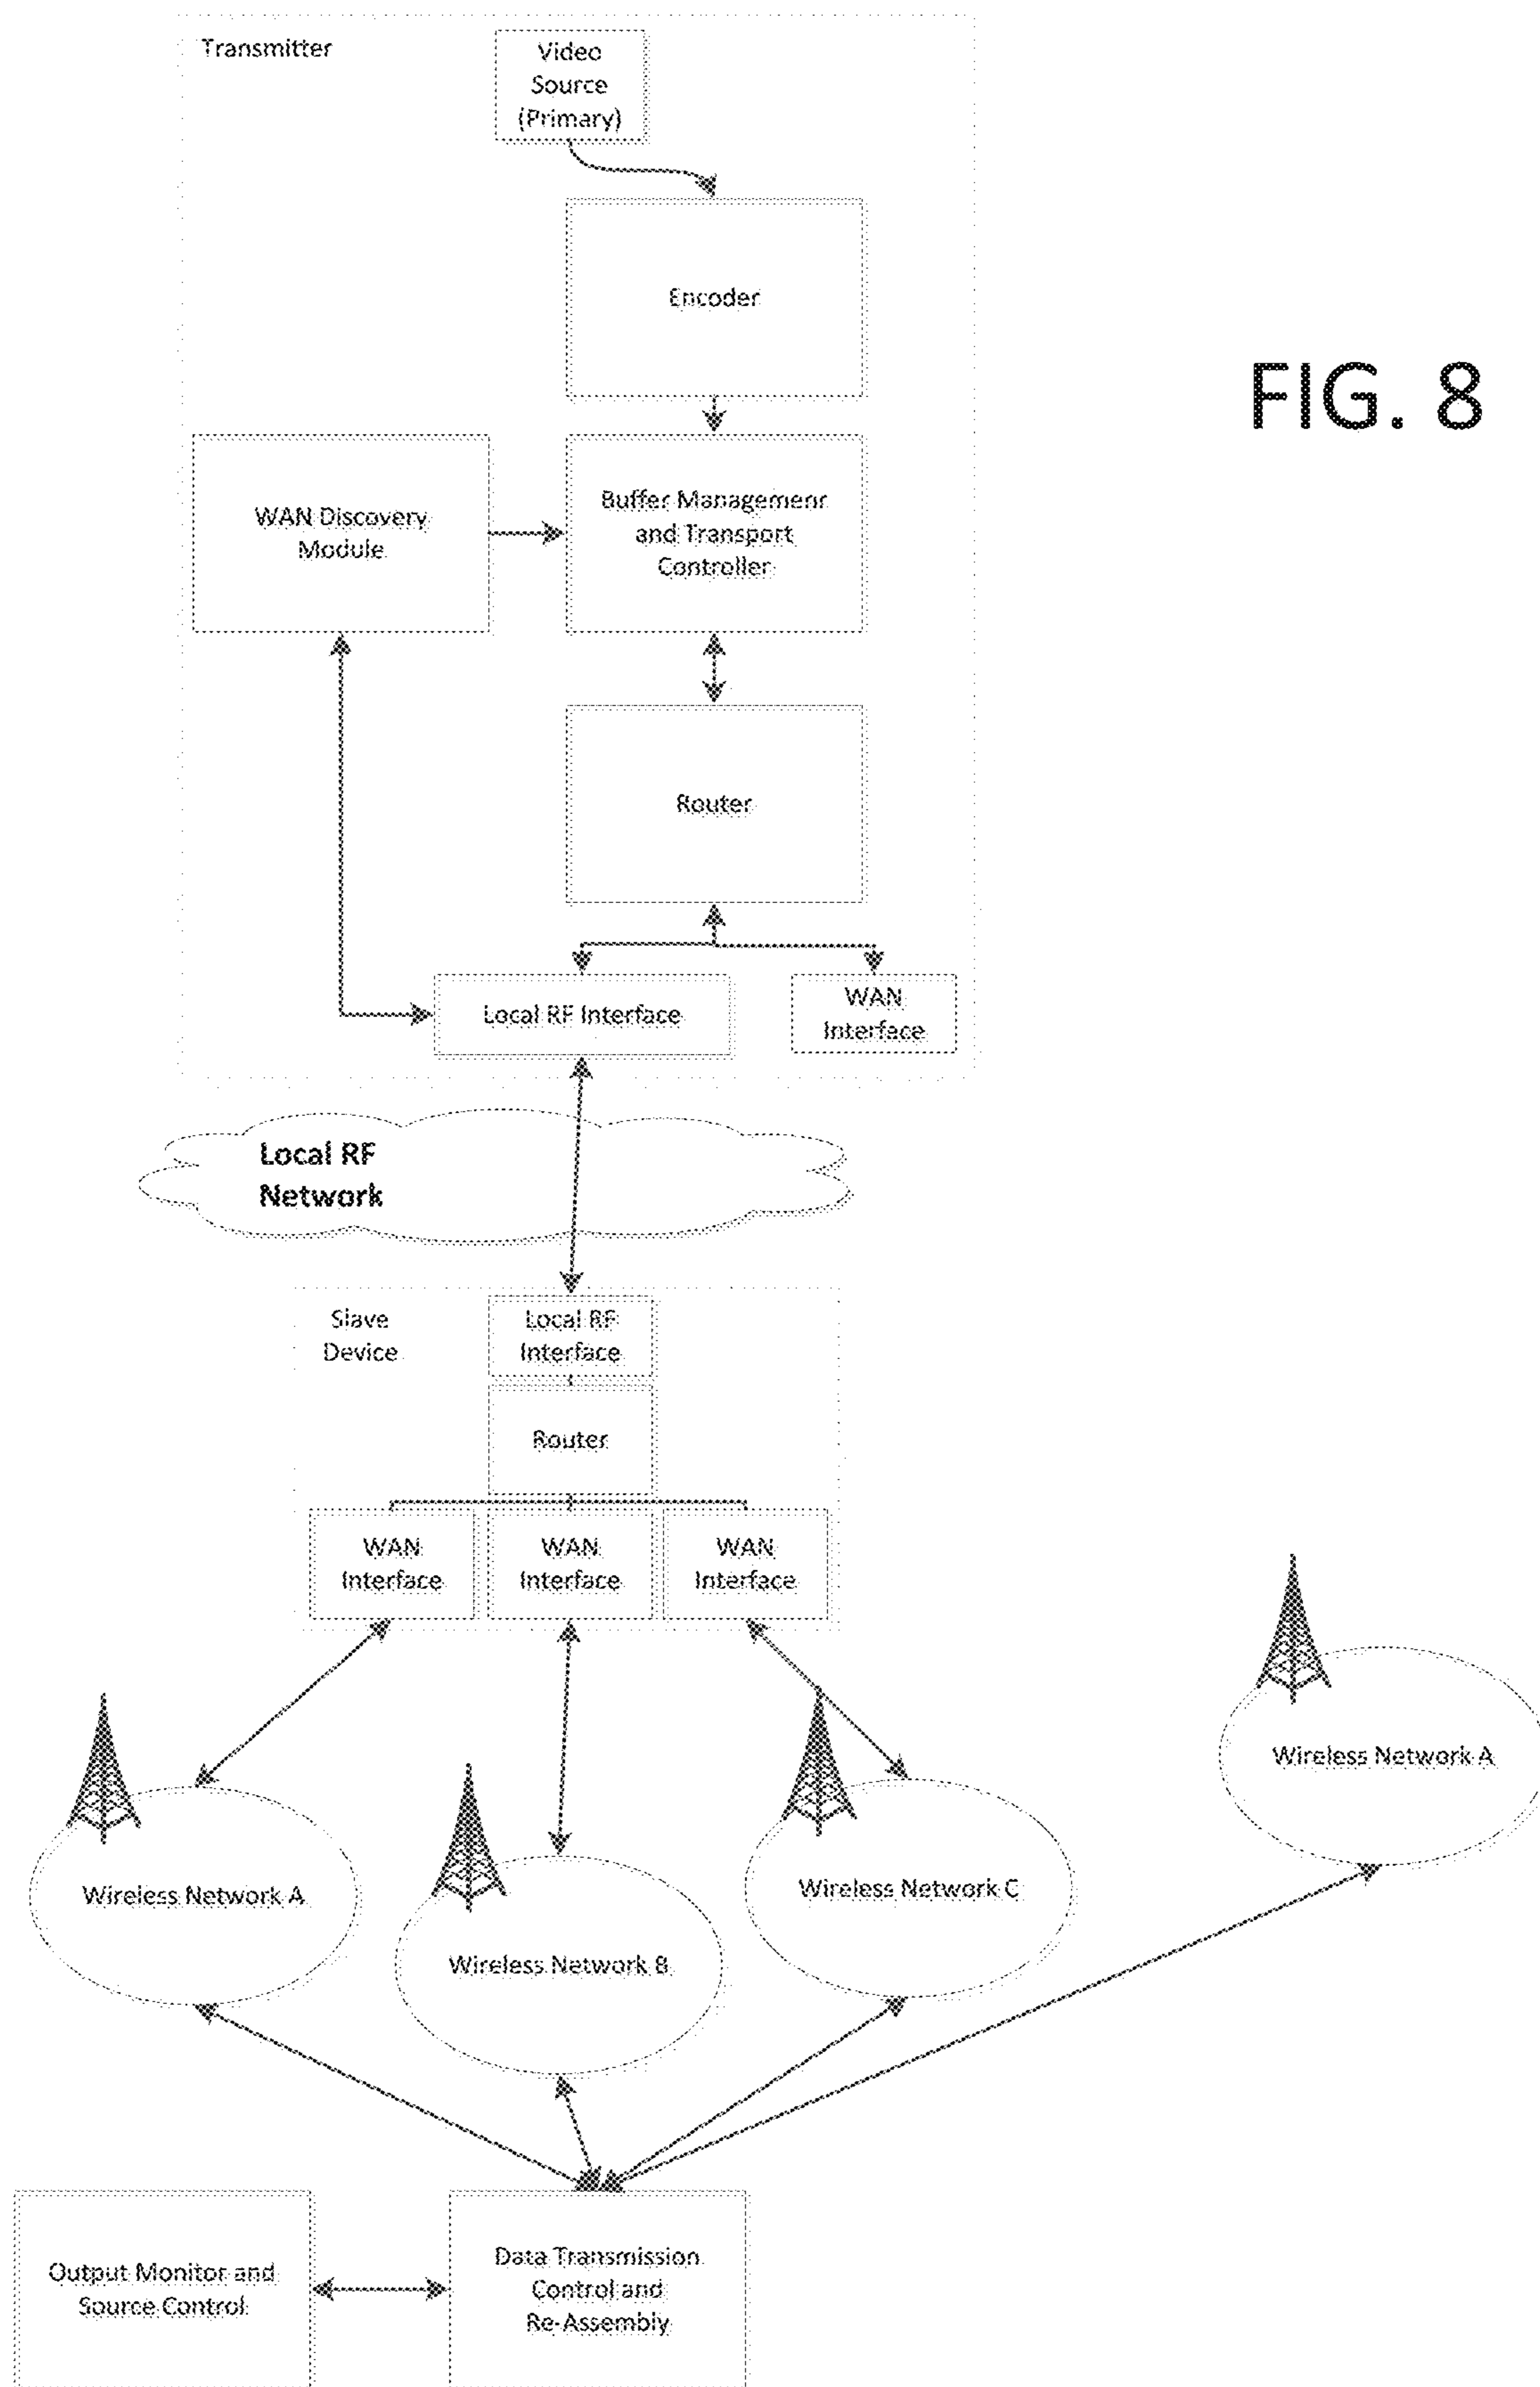 Transmitter
Video
Source
(Primary)
Encoder
FIG. 8
WAN Discovery
Module
Buffer Managemenr
and Transport
Controller
Router
Local RF Interface
WAN
Interface
Local RF
Network
Slave
Device
Local RF
Interface
Router
WAN
Interface
WAN
Interface
WAN
Interface
Wireless Network A
Wireless Network A
Wireless Network B
Wireless Network C
Output Monitor and
Source Control
Data Transmission
Control and
Re-Assembly